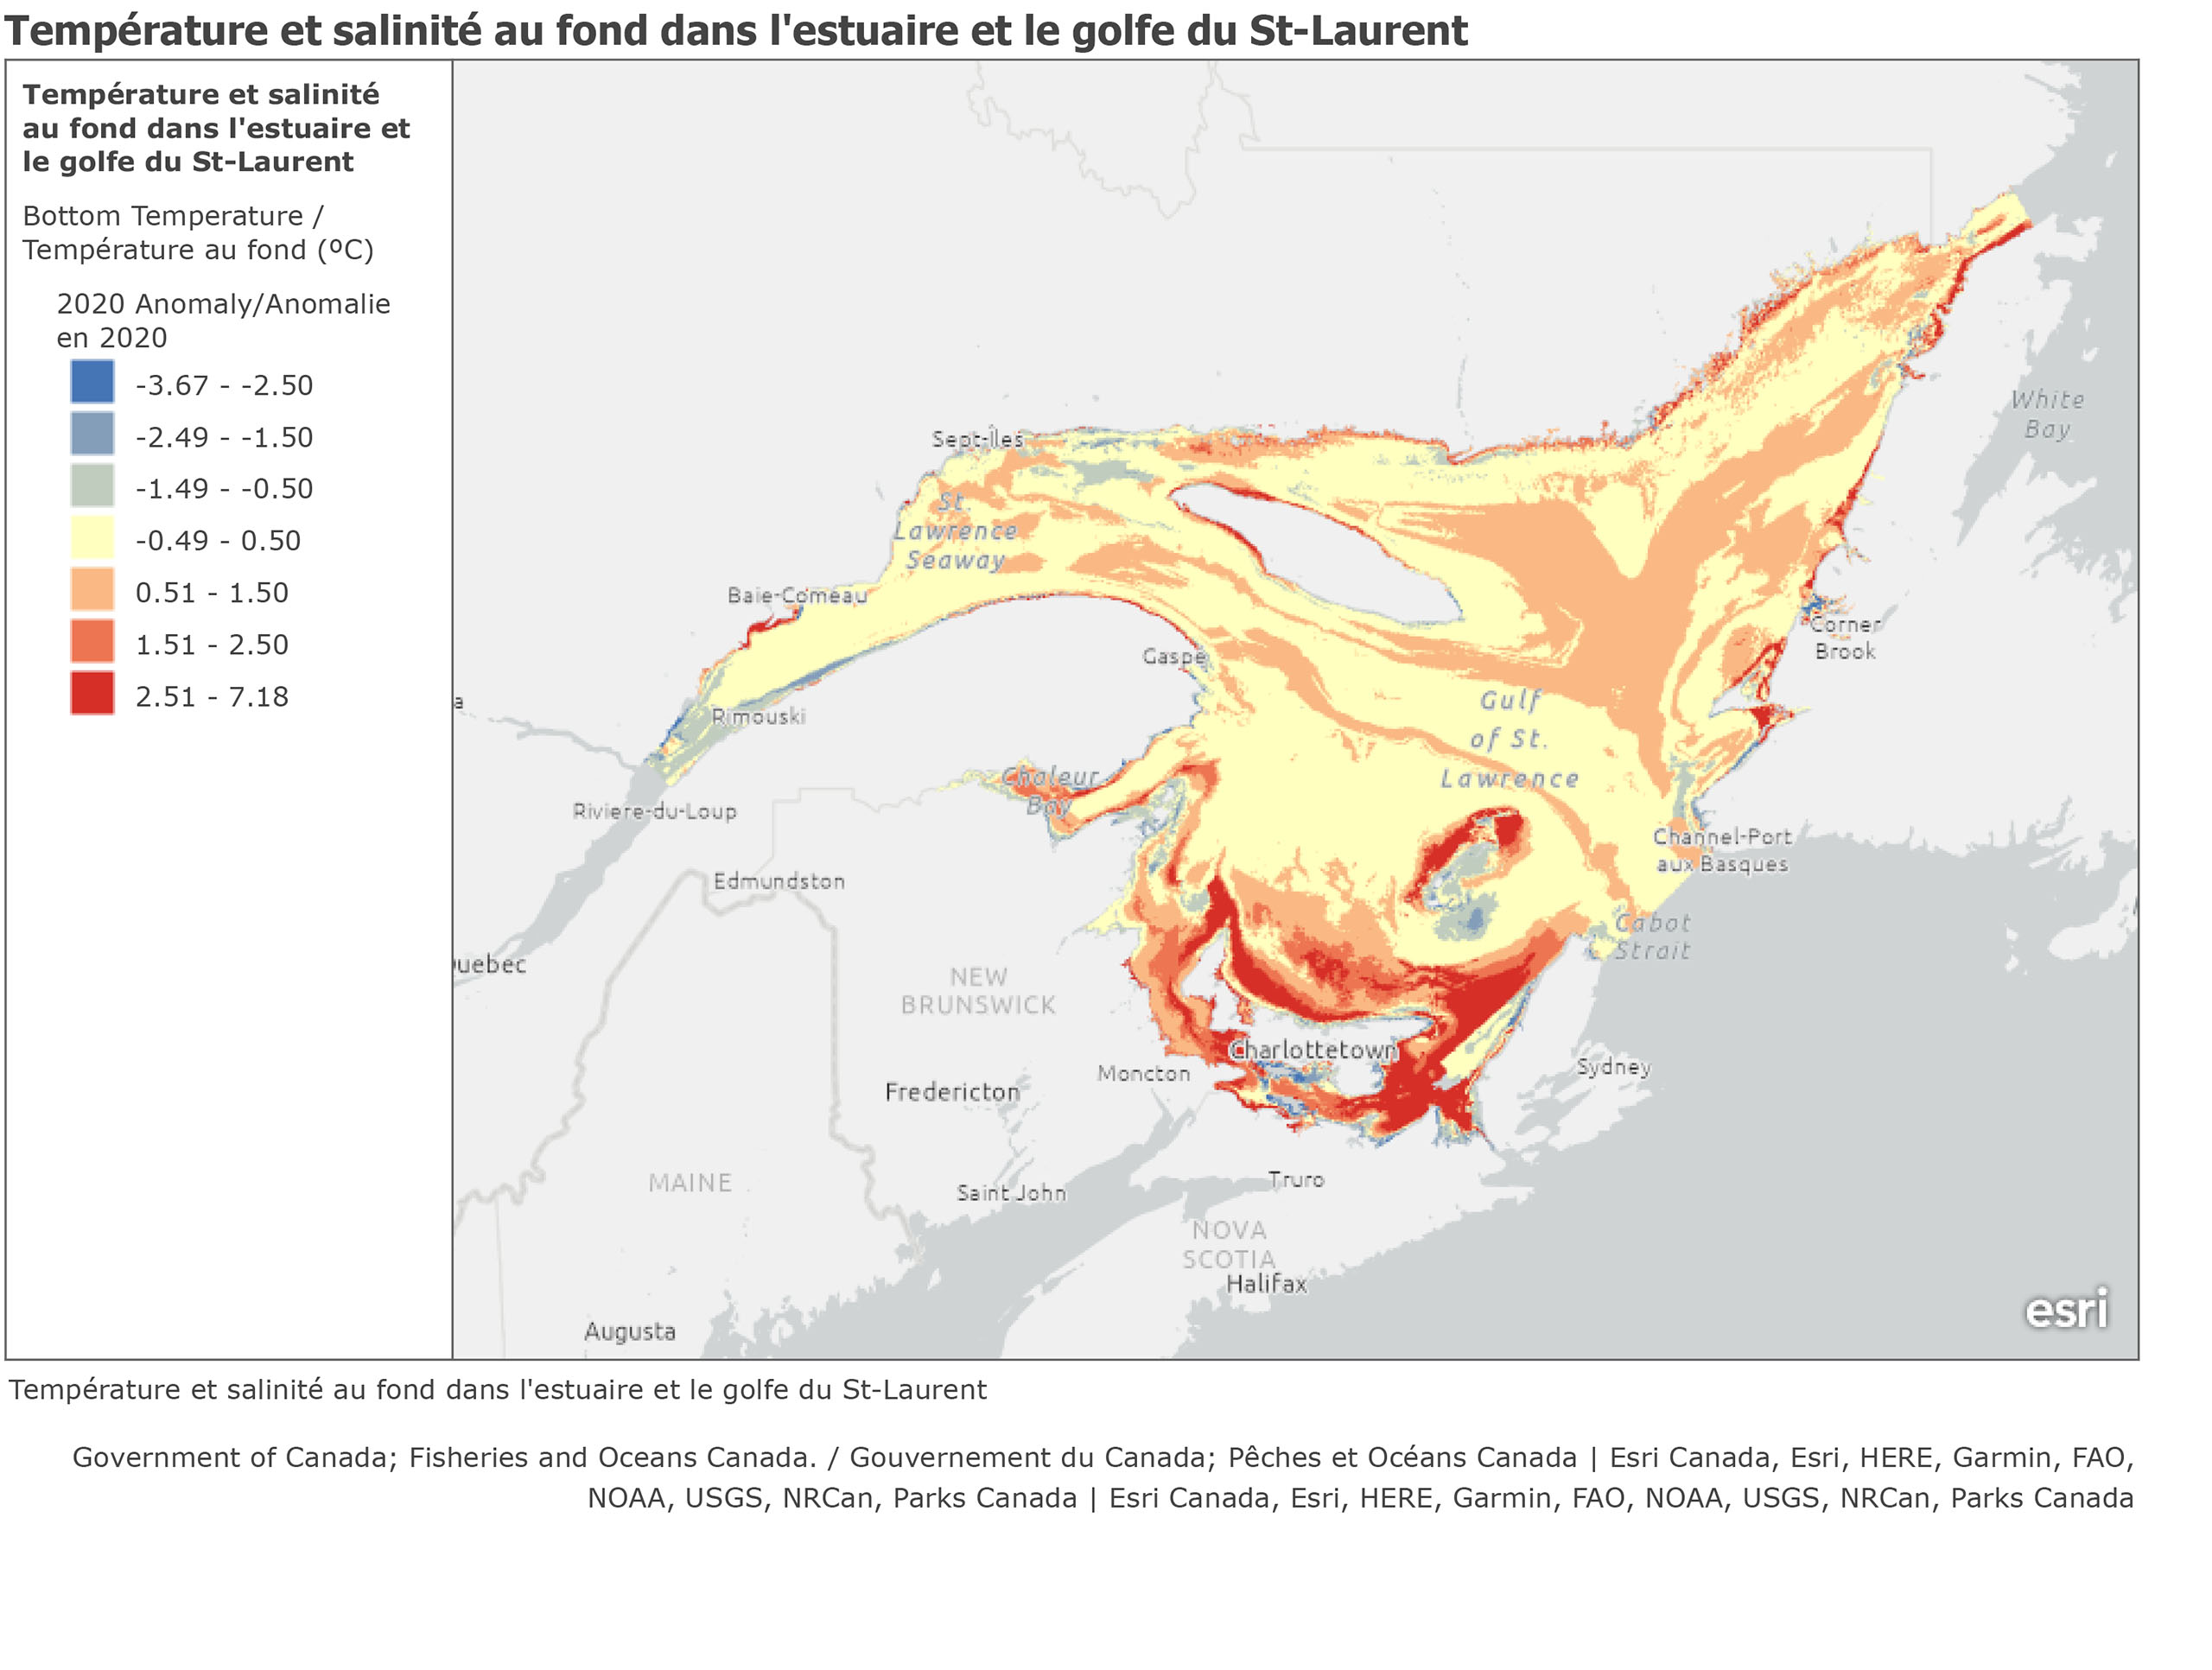 Température et salinité au fond dans l'estuaire et le golfe du St-Laurent
Température et salinité
au fond dans l'estuaire et
le golfe du St-Laurent
Bottom Temperature /
Température au fond (ºC)
2020 Anomaly/Anomalie
en 2020
-3.67 - -2.50
-2.49 - -1.50
-1.49 - -0.50
-0.49 - 0.50
0.51 - 1.50
1.51 - 2.50
2.51 - 7.18
White
Bay
Sept-Îles
St.
Lawrence
Seaway
Baie-Comeau
Corner
Brook
Gaspe
Gulf
of St.
Lawrence
a
Rimouski
Chaleur
Bay
Riviere-du-Loup
Channel-Port
aux Basques
Edmundston
Cabot
Strait
uebec
NEW
BRUNSWICK
Charlottetown
Moncton
Sydney
Fredericton
MAINE
Truro
Saint John
NOVA
SCOTIA
Halifax
Augusta
esri
Température et salinité au fond dans l'estuaire et le golfe du St-Laurent
Government of Canada; Fisheries and Oceans Canada. / Gouvernement du Canada; Pêches et Océans Canada | Esri Canada, Esri, HERE, Garmin, FAO,
NOAA, USGS, NRCan, Parks Canada | Esri Canada, Esri, HERE, Garmin, FAO, NOAA, USGS, NRCan, Parks Canada